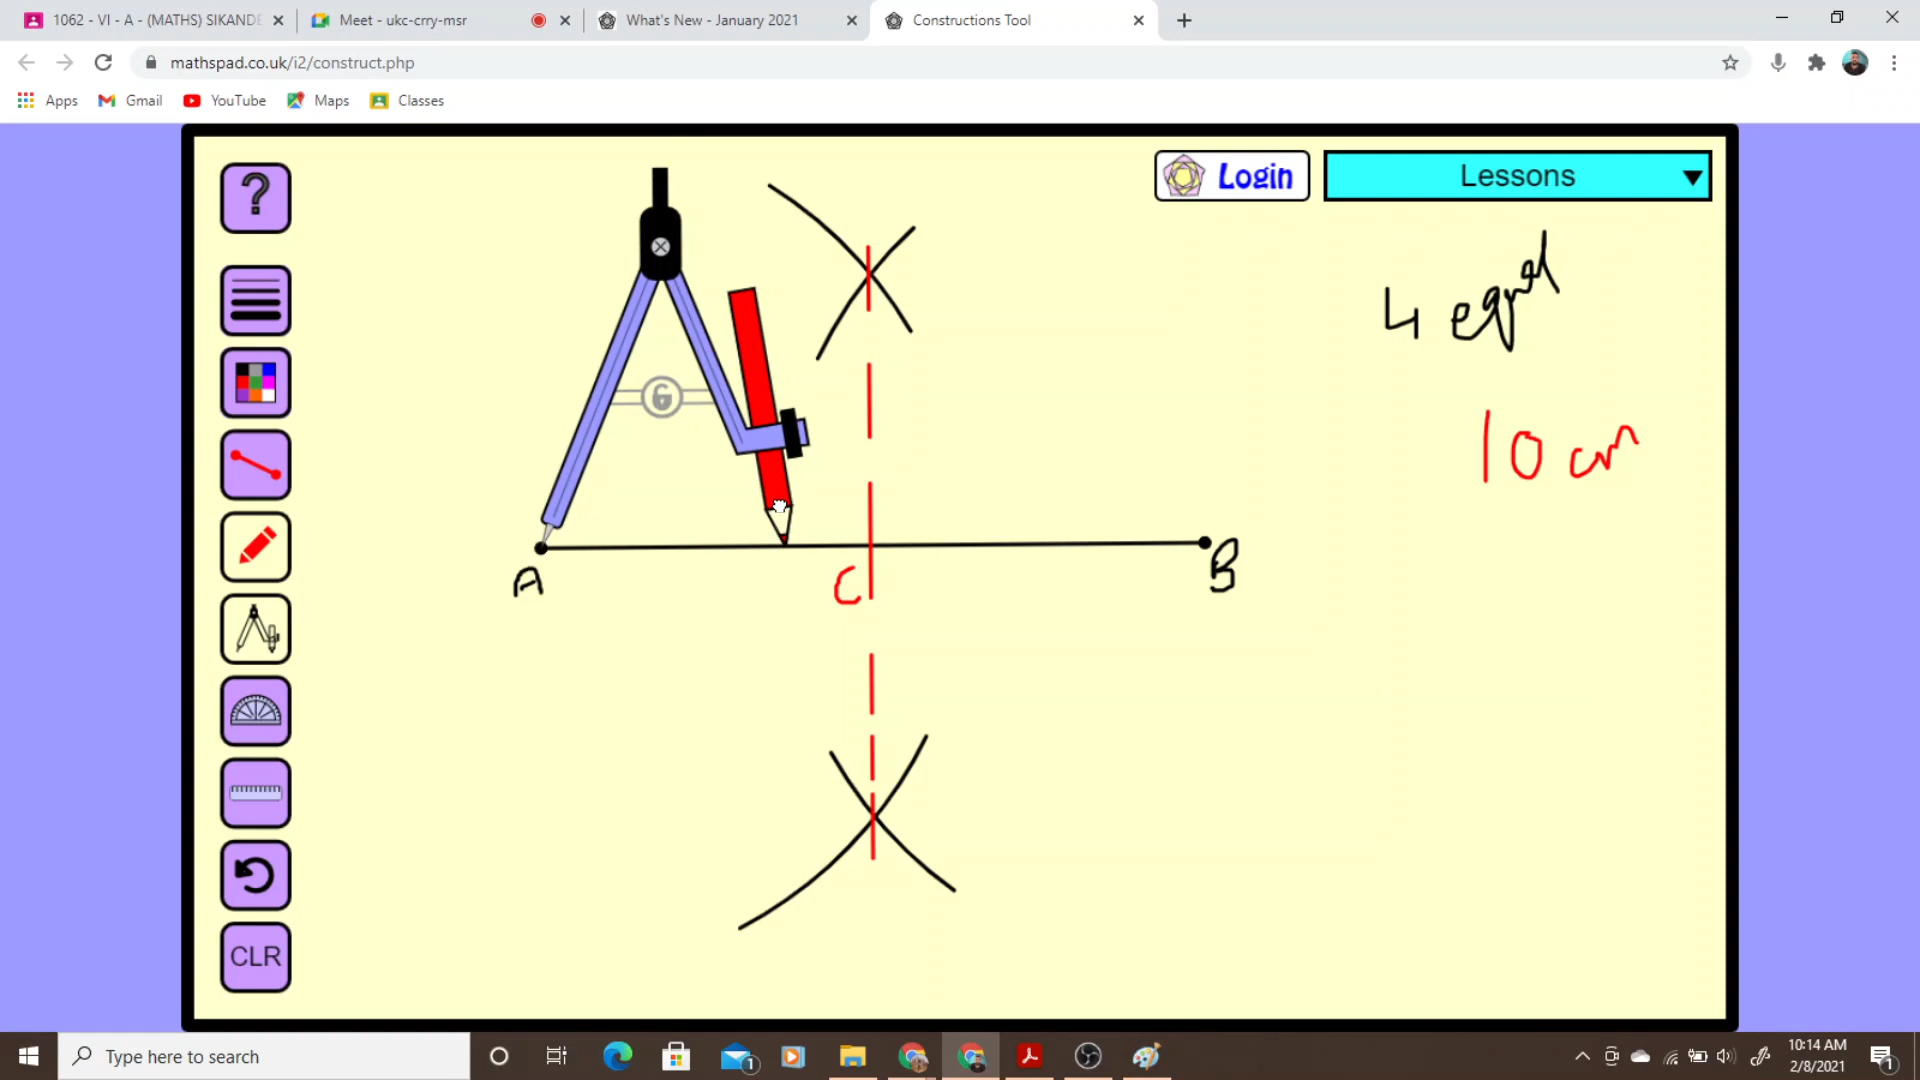 1062 - VI - A - (MATHS) SIKANDE
Meet - ukc-crry-msr
What's New - January 2021
Constructions Tool
mathspad.co.uk/i2/construct.php
Apps
Gmail
YouTube
Maps
Classes
?
Login
Lessons
4 equal
10 cm
A
C
B
CLR
Type here to search
1
10:14 AM
2/8/2021
1